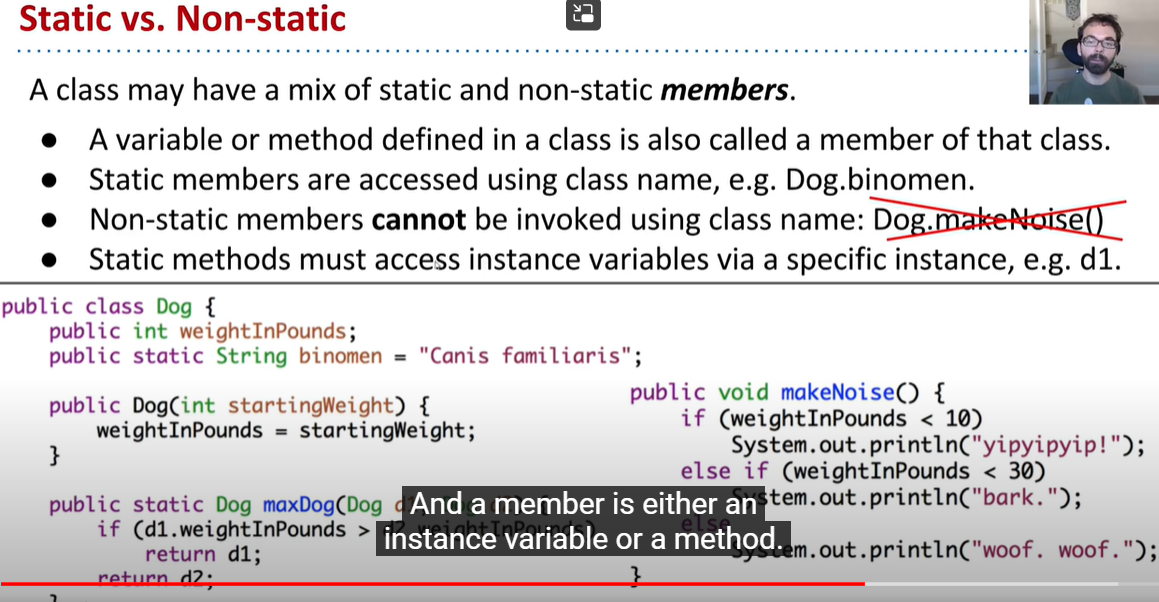 Static vs. Non-static
A class may have a mix of static and non-static members.
● A variable or method defined in a class is also called a member of that class.
● Static members are accessed using class name, e.g. Dog.binomen.
● Non-static members cannot be invoked using class name: Dog.makeNoise()
● Static methods must access instance variables via a specific instance, e.g. d1.
public class Dog {
public int weightInPounds;
public static String binomen = "Canis familiaris";
public Dog(int startingWeight) {
weightInPounds = startingWeight;
}
public static Dog maxDog(Dog
if (d1.weightInPounds >
return d1;
return d2;
}
public void makeNoise() {
if (weightInPounds < 10)
System.out.println("yipyipyip!");
else if (weightInPounds < 30)
System.out.println("bark.");
else
System.out.println("woof. woof.");
}
And a member is either an
instance variable or a method.